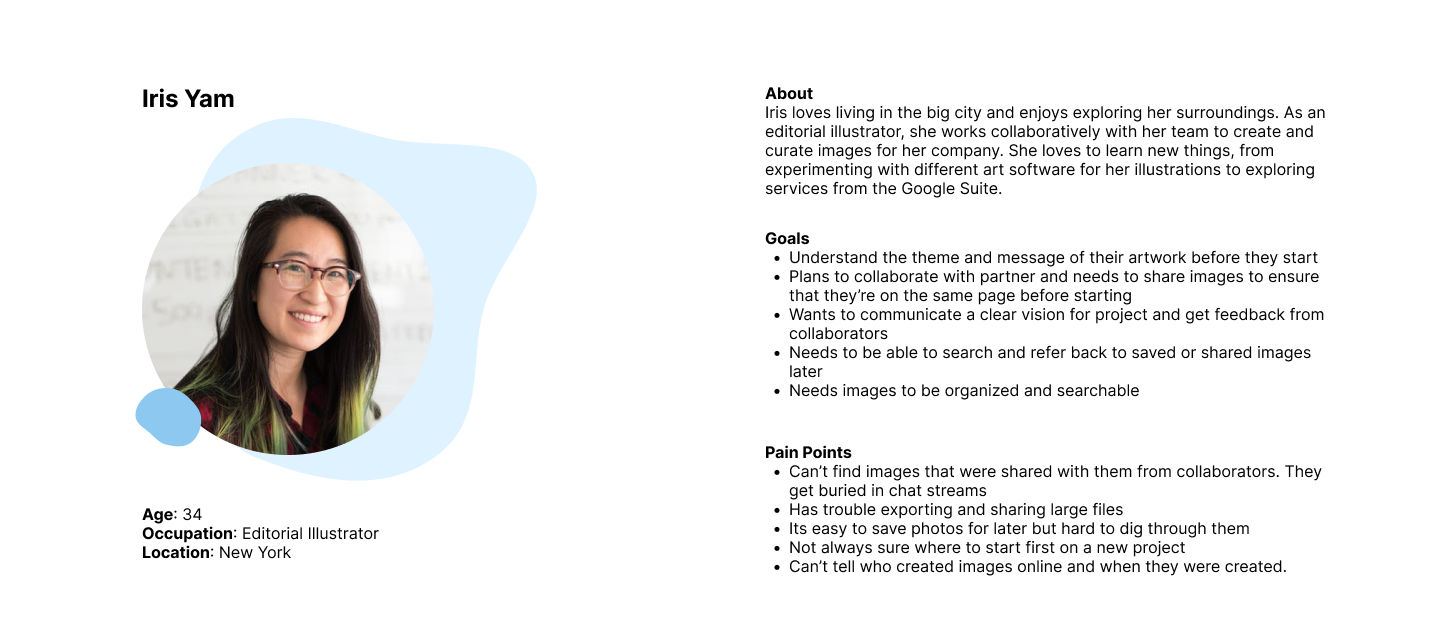 Iris Yam
Age: 34
Occupation: Editorial Illustrator
Location: New York
About
Iris loves living in the big city and enjoys exploring her surroundings. As an
editorial illustrator, she works collaboratively with her team to create and
curate images for her company. She loves to learn new things, from
experimenting with different art software for her illustrations to exploring
services from the Google Suite.
Goals
• Understand the theme and message of their artwork before they start
• Plans to collaborate with partner and needs to share images to ensure
that they’re on the same page before starting
• Wants to communicate a clear vision for project and get feedback from
collaborators
• Needs to be able to search and refer back to saved or shared images
later
• Needs images to be organized and searchable
Pain Points
• Can’t find images that were shared with them from collaborators. They
get buried in chat streams
• Has trouble exporting and sharing large files
• Its easy to save photos for later but hard to dig through them
• Not always sure where to start first on a new project
• Can’t tell who created images online and when they were created.